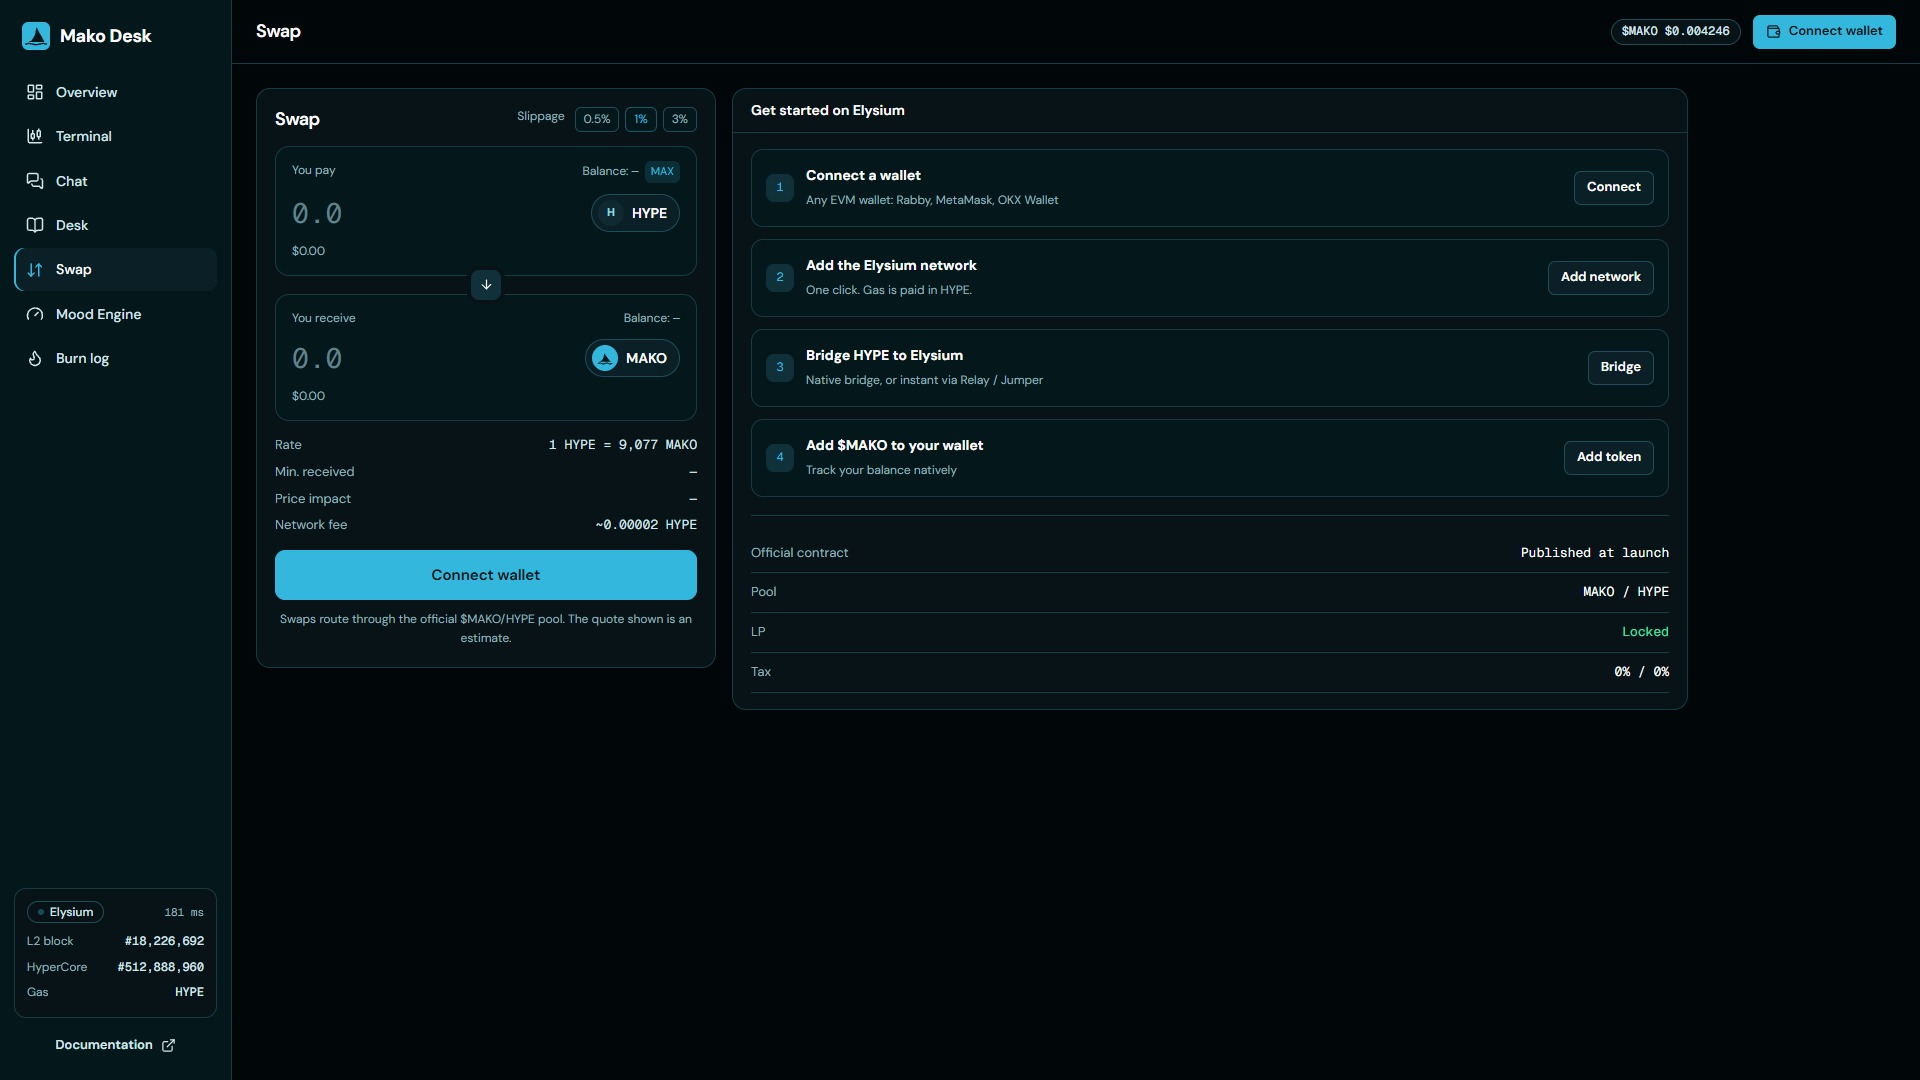 Mako Desk
Overview
Terminal
Chat
Desk
Swap
Mood Engine
Burn log
Elysium 181 ms
L2 block #18,226,692
HyperCore #512,888,960
Gas HYPE
Documentation
Swap
$MAKO $0.004246
Connect wallet
Swap
Slippage 0.5% 1% 3%
You pay
Balance: – MAX
0.0
H HYPE
$0.00
You receive
Balance: –
0.0
MAKO
$0.00
Rate 1 HYPE = 9,077 MAKO
Min. received –
Price impact –
Network fee ~0.00002 HYPE
Connect wallet
Swaps route through the official $MAKO/HYPE pool. The quote shown is an
estimate.
Get started on Elysium
1
Connect a wallet
Any EVM wallet: Rabby, MetaMask, OKX Wallet
Connect
2
Add the Elysium network
One click. Gas is paid in HYPE.
Add network
3
Bridge HYPE to Elysium
Native bridge, or instant via Relay / Jumper
Bridge
4
Add $MAKO to your wallet
Track your balance natively
Add token
Official contract Published at launch
Pool MAKO / HYPE
LP Locked
Tax 0% / 0%